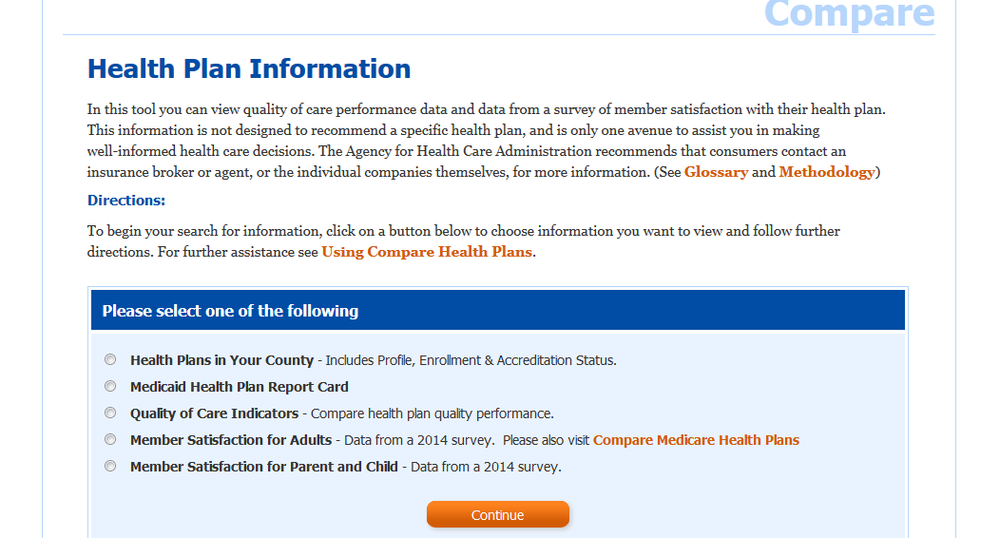 Compare
Health Plan Information
In this tool you can view quality of care performance data and data from a survey of member satisfaction with their health plan.
This information is not designed to recommend a specific health plan, and is only one avenue to assist you in making
well-informed health care decisions. The Agency for Health Care Administration recommends that consumers contact an
insurance broker or agent, or the individual companies themselves, for more information. (See Glossary and Methodology)
Directions:
To begin your search for information, click on a button below to choose information you want to view and follow further
directions. For further assistance see Using Compare Health Plans.
Please select one of the following
Health Plans in Your County - Includes Profile, Enrollment & Accreditation Status.
Medicaid Health Plan Report Card
Quality of Care Indicators - Compare health plan quality performance.
Member Satisfaction for Adults - Data from a 2014 survey. Please also visit Compare Medicare Health Plans
Member Satisfaction for Parent and Child - Data from a 2014 survey.
Continue